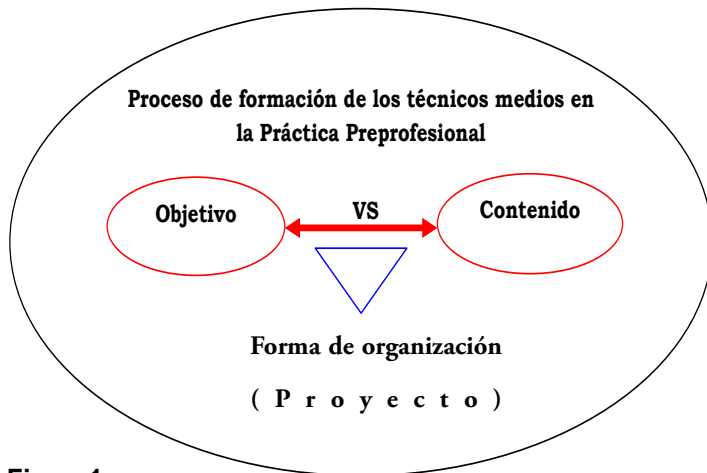 Proceso de formación de los técnicos medios en
la Práctica Preprofesional
Objetivo
VS
Contenido
Forma de organización
( P r o y e c t o )